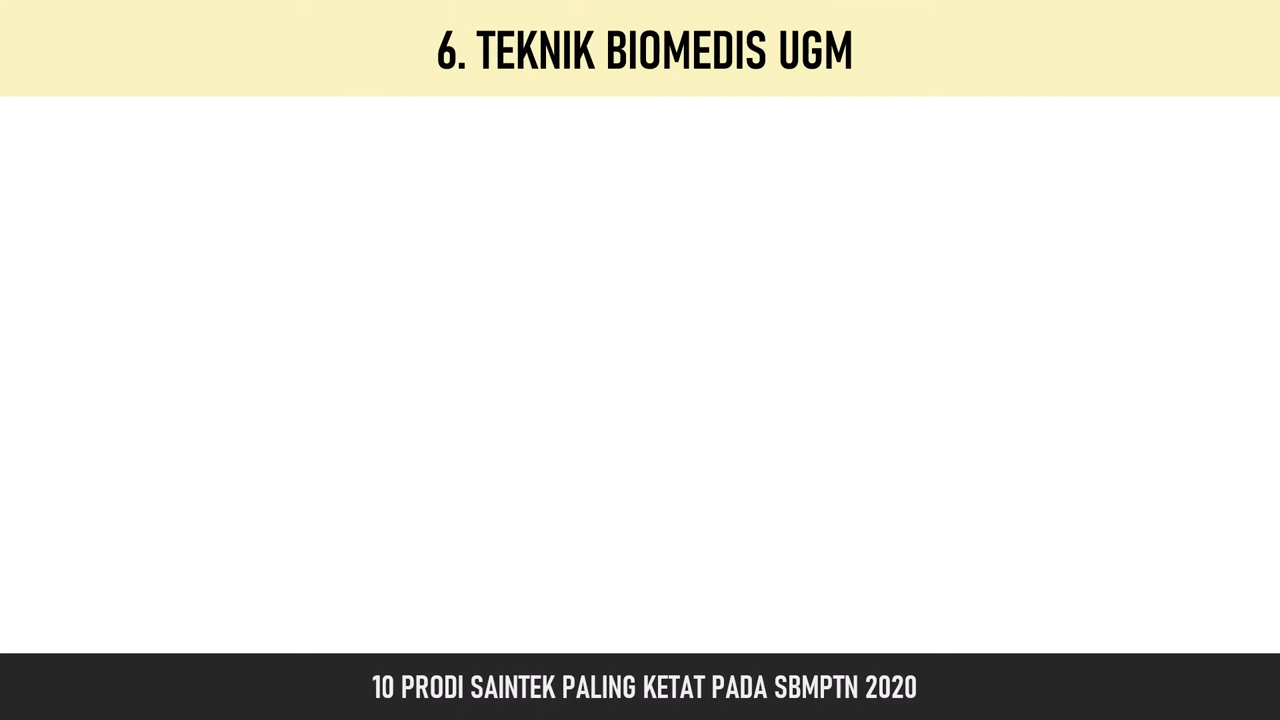 6. TEKNIK BIOMEDIS UGM
10 PRODI SAINTEK PALING KETAT PADA SBMPTN 2020